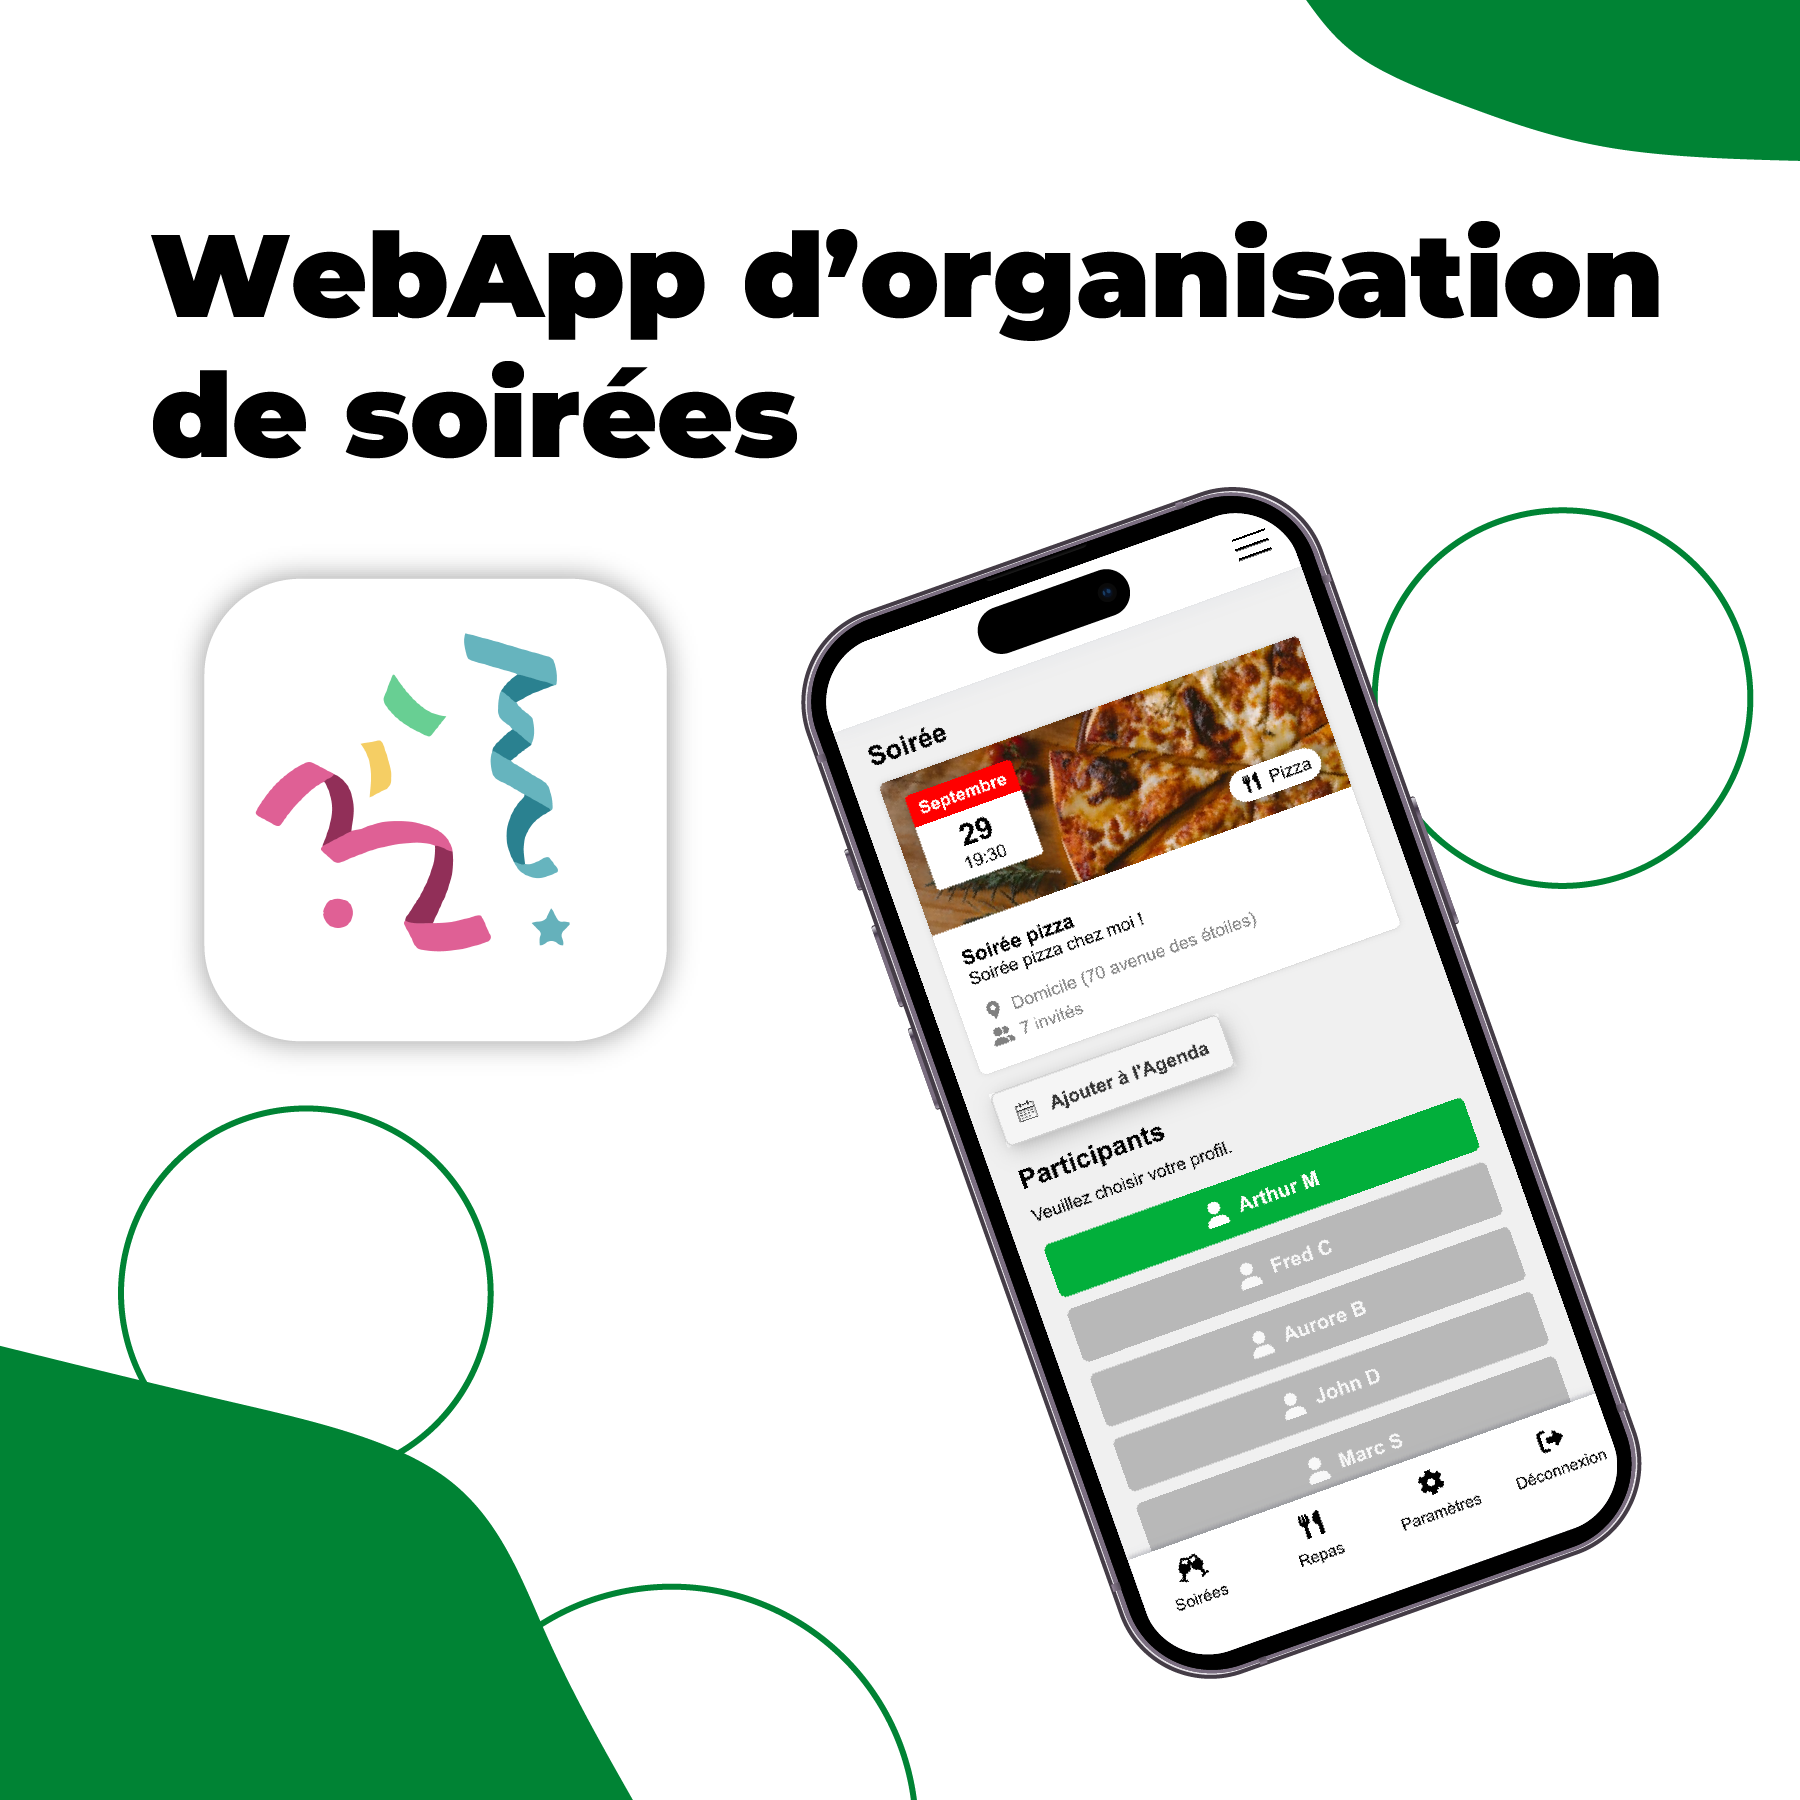 WebApp d’organisation
de soirées
Soirée
Septembre
29
19:30
Pizza
Soirée pizza
Soirée pizza chez moi !
Domicile (70 avenue des étoiles)
7 invités
Ajouter à l'Agenda
Participants
Veuillez choisir votre profil.
Arthur M
Fred C
Aurore B
John D
Marc S
Soirées
Repas
Paramètres
Déconnexion